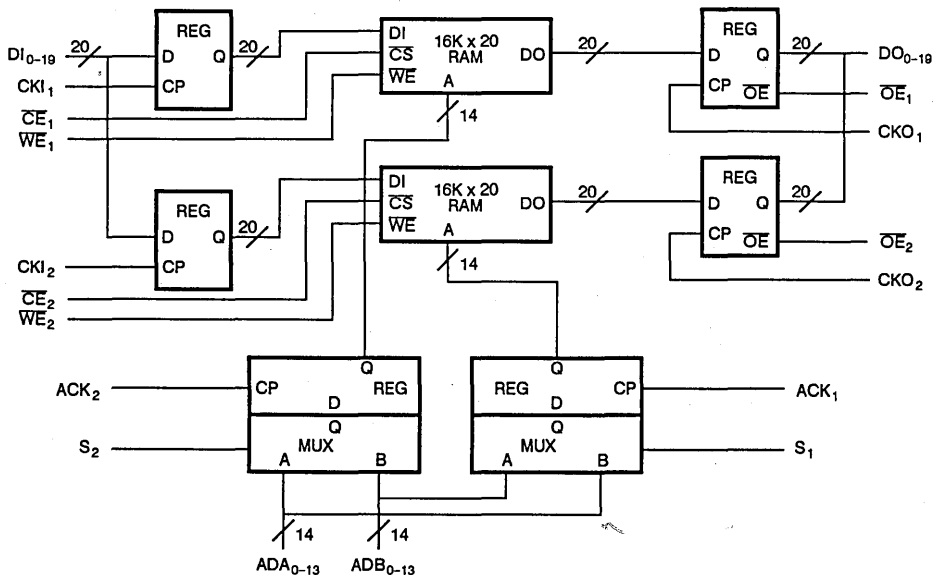 REG
DI0-19 20 D Q 20
CKI1 CP
CE1
WE1
DI
CS
WE
16K x 20
RAM
DO
A
14
20
REG
D Q
CP OE
20
DO0-19
OE1
CKO1
REG
D Q 20
CKI2 CP
CE2
WE2
DI
CS
WE
16K x 20
RAM
DO
A
14
20
REG
D Q
CP OE
20
OE2
CKO2
Q
ACK2 CP REG
D
Q
S2 MUX
A B
Q
REG CP ACK1
D
Q
MUX S1
A B
14 14
ADA0-13 ADB0-13